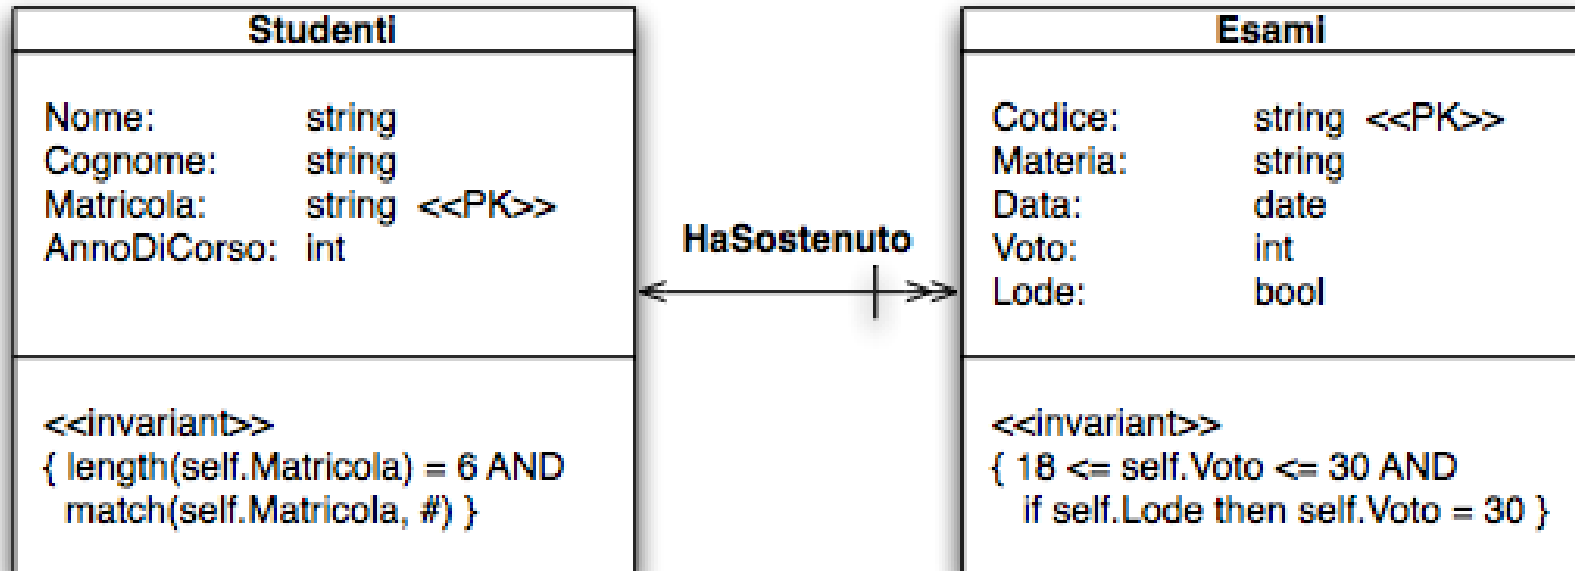 Studenti
Nome: string
Cognome: string
Matricola: string <<PK>>
AnnoDiCorso: int
<<invariant>>
{ length(self.Matricola) = 6 AND
match(self.Matricola, #) }
HaSostenuto
Esami
Codice: string <<PK>>
Materia: string
Data: date
Voto: int
Lode: bool
<<invariant>>
{ 18 <= self.Voto <= 30 AND
if self.Lode then self.Voto = 30 }